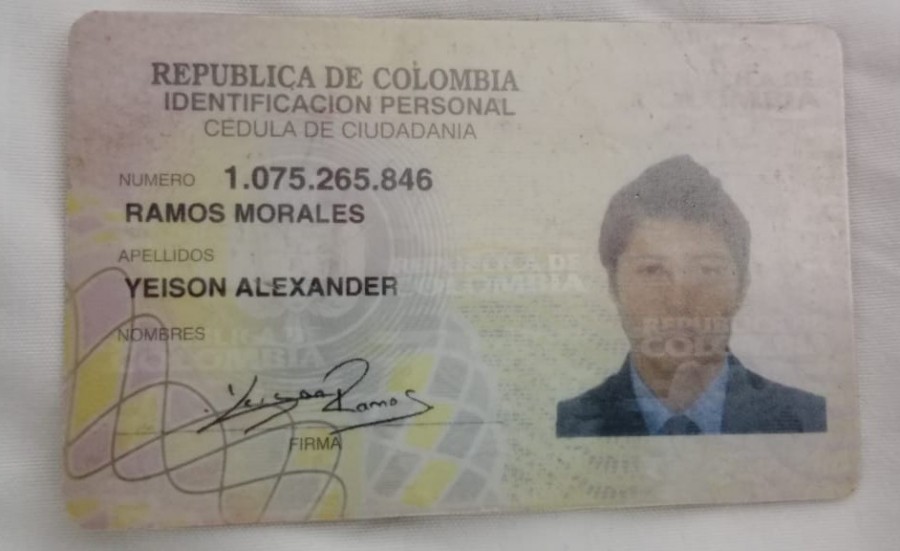 REPUBLICA DE COLOMBIA
IDENTIFICACION PERSONAL
CEDULA DE CIUDADANIA
NUMERO 1.075.265.846
RAMOS MORALES
APELLIDOS
YEISON ALEXANDER
NOMBRES
Yeison Ramos
FIRMA
REPUBLICA DE
COLOMBIA